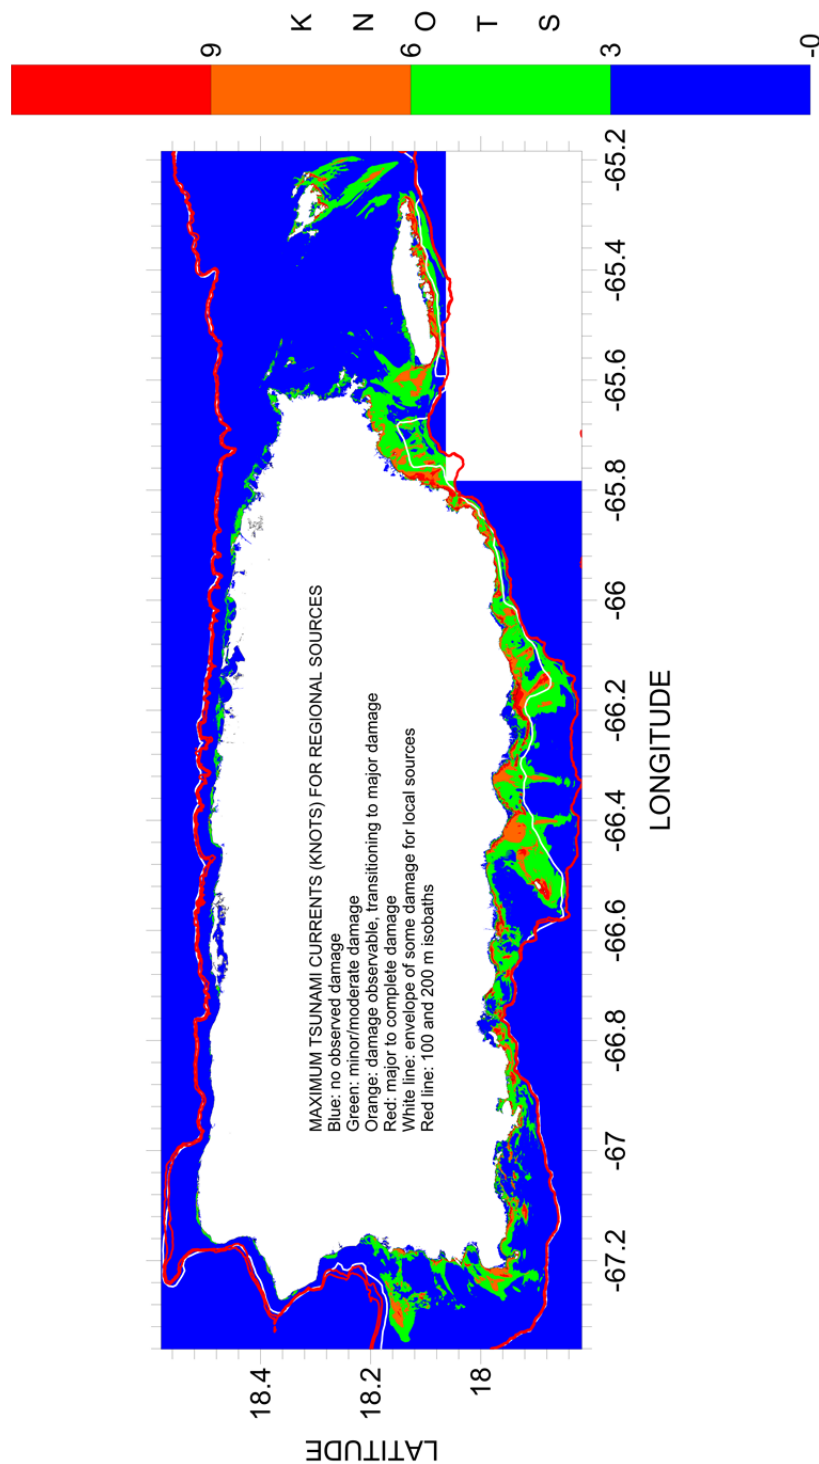 MAXIMUM TSUNAMI CURRENTS (KNOTS) FOR REGIONAL SOURCES
Blue: no observed damage
Green: minor/moderate damage
Orange: damage observable, transitioning to major damage
Red: major to complete damage
White line: envelope of some damage for local sources
Red line: 100 and 200 m isobaths
LATITUDE
18.4
18.2
18
-67.2
-67
-66.8
-66.6
-66.4
-66.2
-66
-65.8
-65.6
-65.4
-65.2
LONGITUDE
9
6
3
-0
K N O T S